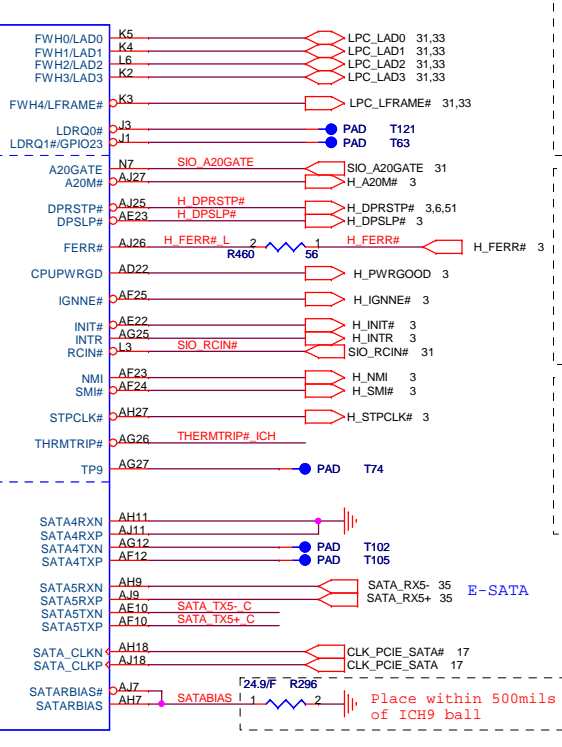 FWH0/LAD0 K5 LPC_LAD0 31,33
FWH1/LAD1 K4 LPC_LAD1 31,33
FWH2/LAD2 L6 LPC_LAD2 31,33
FWH3/LAD3 K2 LPC_LAD3 31,33
FWH4/LFRAME# K3 LPC_LFRAME# 31,33
LDRQ0# J3 PAD T121
LDRQ1#/GPIO23 J1 PAD T63
A20GATE N7 SIO_A20GATE SIO_A20GATE 31
A20M# AJ27 H_A20M# 3
DPRSTP# AJ25 H_DPRSTP# H_DPRSTP# 3,6,51
DPSLP# AE23 H_DPSLP# H_DPSLP# 3
FERR# AJ26 H_FERR#_L 2 1 H_FERR# H_FERR# 3
R460 56
CPUPWRGD AD22 H_PWRGOOD 3
IGNNE# AF25 H_IGNNE# 3
INIT# AE22 H_INIT# 3
INTR AG25 H_INTR 3
RCIN# L3 SIO_RCIN# SIO_RCIN# 31
NMI AF23 H_NMI 3
SMI# AF24 H_SMI# 3
STPCLK# AH27 H_STPCLK# 3
THRMTRIP# AG26 THERMTRIP#_ICH
TP9 AG27 PAD T74
SATA4RXN AH11
SATA4RXP AJ11
SATA4TXN AG12 PAD T102
SATA4TXP AF12 PAD T105
SATA5RXN AH9 SATA_RX5- 35 E-SATA
SATA5RXP AJ9 SATA_RX5+ 35
SATA5TXN AE10 SATA_TX5-_C
SATA5TXP AF10 SATA_TX5+_C
SATA_CLKN AH18 CLK_PCIE_SATA# 17
SATA_CLKP AJ18 CLK_PCIE_SATA 17
SATARBIAS# AJ7 24.9/F R296
SATARBIAS AH7 SATABIAS 1 2 Place within 500mils
of ICH9 ball